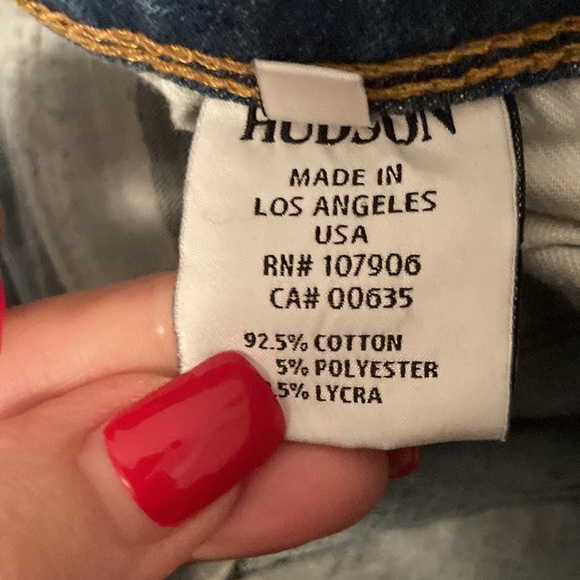 HUDSON
MADE IN
LOS ANGELES
USA
RN# 107906
CA# 00635
92.5% COTTON
5% POLYESTER
.5% LYCRA